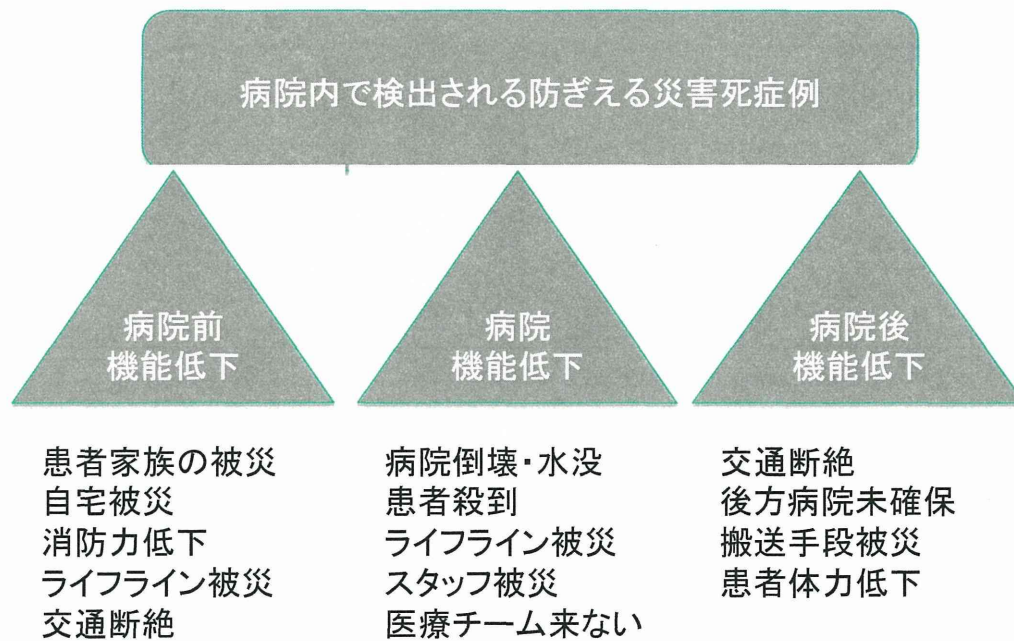 病院内で検出される防ぎえる災害死症例
病院前
機能低下
病院
機能低下
病院後
機能低下
患者家族の被災
自宅被災
消防力低下
ライフライン被災
交通断絶
病院倒壊・水没
患者殺到
ライフライン被災
スタッフ被災
医療チーム来ない
交通断絶
後方病院未確保
搬送手段被災
患者体力低下